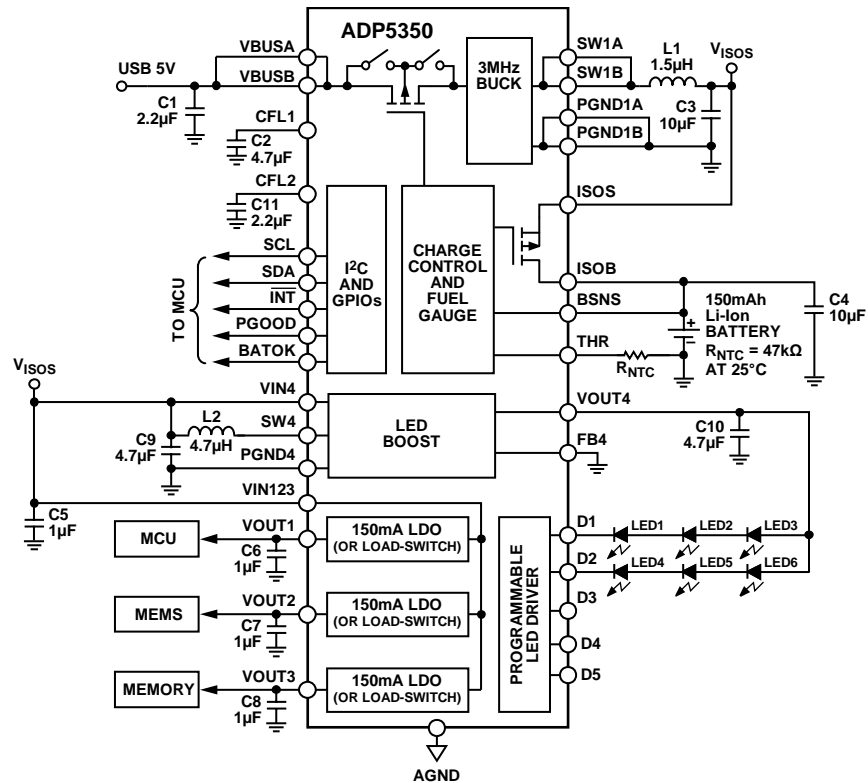 ADP5350
VBUSA
USB 5V
VBUSB
C1
2.2µF
CFL1
C2
4.7µF
CFL2
C11
2.2µF
3MHz
BUCK
SW1A
SW1B
L1
1.5µH
VISOS
C3
10µF
PGND1A
PGND1B
ISOS
TO MCU
SCL
SDA
INT
PGOOD
BATOK
I2C
AND
GPIOs
CHARGE
CONTROL
AND
FUEL
GAUGE
ISOB
BSNS
THR
RNTC
150mAh
Li-Ion
BATTERY
RNTC = 47kΩ
AT 25°C
+
–
C4
10µF
VISOS
VIN4
L2
4.7µH
SW4
C9
4.7µF
PGND4
LED
BOOST
VOUT4
C10
4.7µF
FB4
VIN123
C5
1µF
MCU
VOUT1
C6
1µF
150mA LDO
(OR LOAD-SWITCH)
MEMS
VOUT2
C7
1µF
150mA LDO
(OR LOAD-SWITCH)
MEMORY
VOUT3
C8
1µF
150mA LDO
(OR LOAD-SWITCH)
PROGRAMMABLE
LED DRIVER
D1
LED1
LED2
LED3
D2
LED4
LED5
LED6
D3
D4
D5
AGND